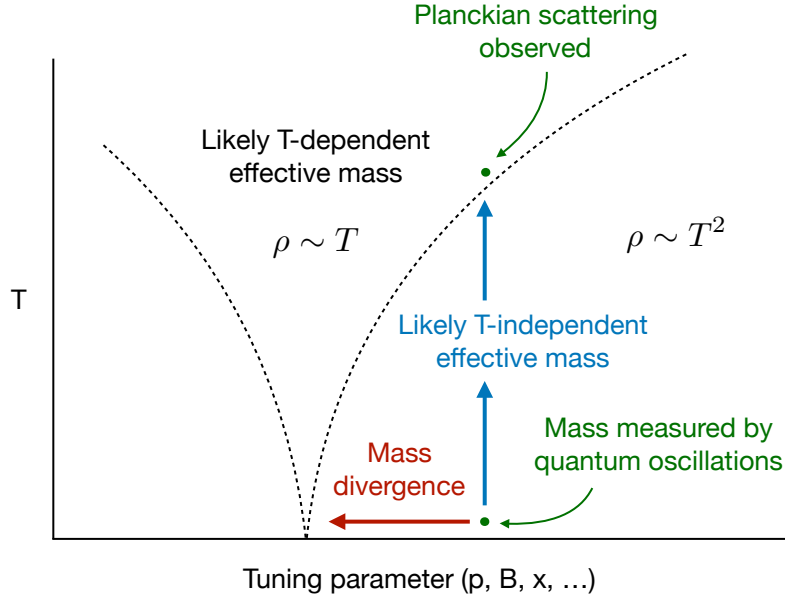 Planckian scattering
observed
Likely T-dependent
effective mass
ρ ∼ T
ρ ∼ T²
T
Likely T-independent
effective mass
Mass measured by
quantum oscillations
Mass
divergence
Tuning parameter (p, B, x, …)